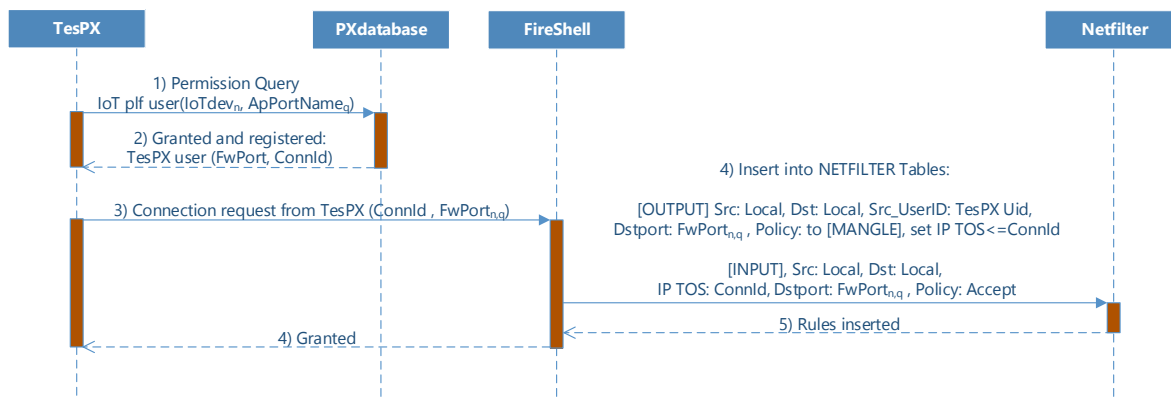 TesPX
PXdatabase
FireShell
Netfilter
1) Permission Query
IoT plf user(IoTdevₙ, ApPortName_q)
2) Granted and registered:
TesPX user (FwPort, ConnId)
3) Connection request from TesPX (ConnId , FwPortₙ,q)
4) Insert into NETFILTER Tables:
[OUTPUT] Src: Local, Dst: Local, Src_UserID: TesPX Uid,
Dstport: FwPortₙ,q , Policy: to [MANGLE], set IP TOS<=ConnId
[INPUT], Src: Local, Dst: Local,
IP TOS: ConnId, Dstport: FwPortₙ,q , Policy: Accept
5) Rules inserted
4) Granted